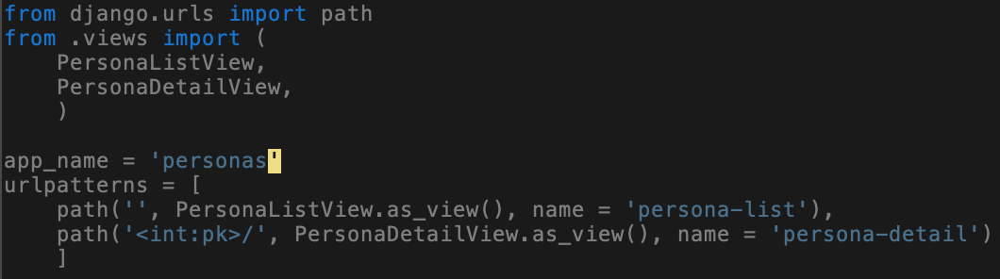 from django.urls import path
from .views import (
    PersonaListView,
    PersonaDetailView,
    )

app_name = 'personas'
urlpatterns = [
    path('', PersonaListView.as_view(), name = 'persona-list'),
    path('<int:pk>/', PersonaDetailView.as_view(), name = 'persona-detail')
    ]